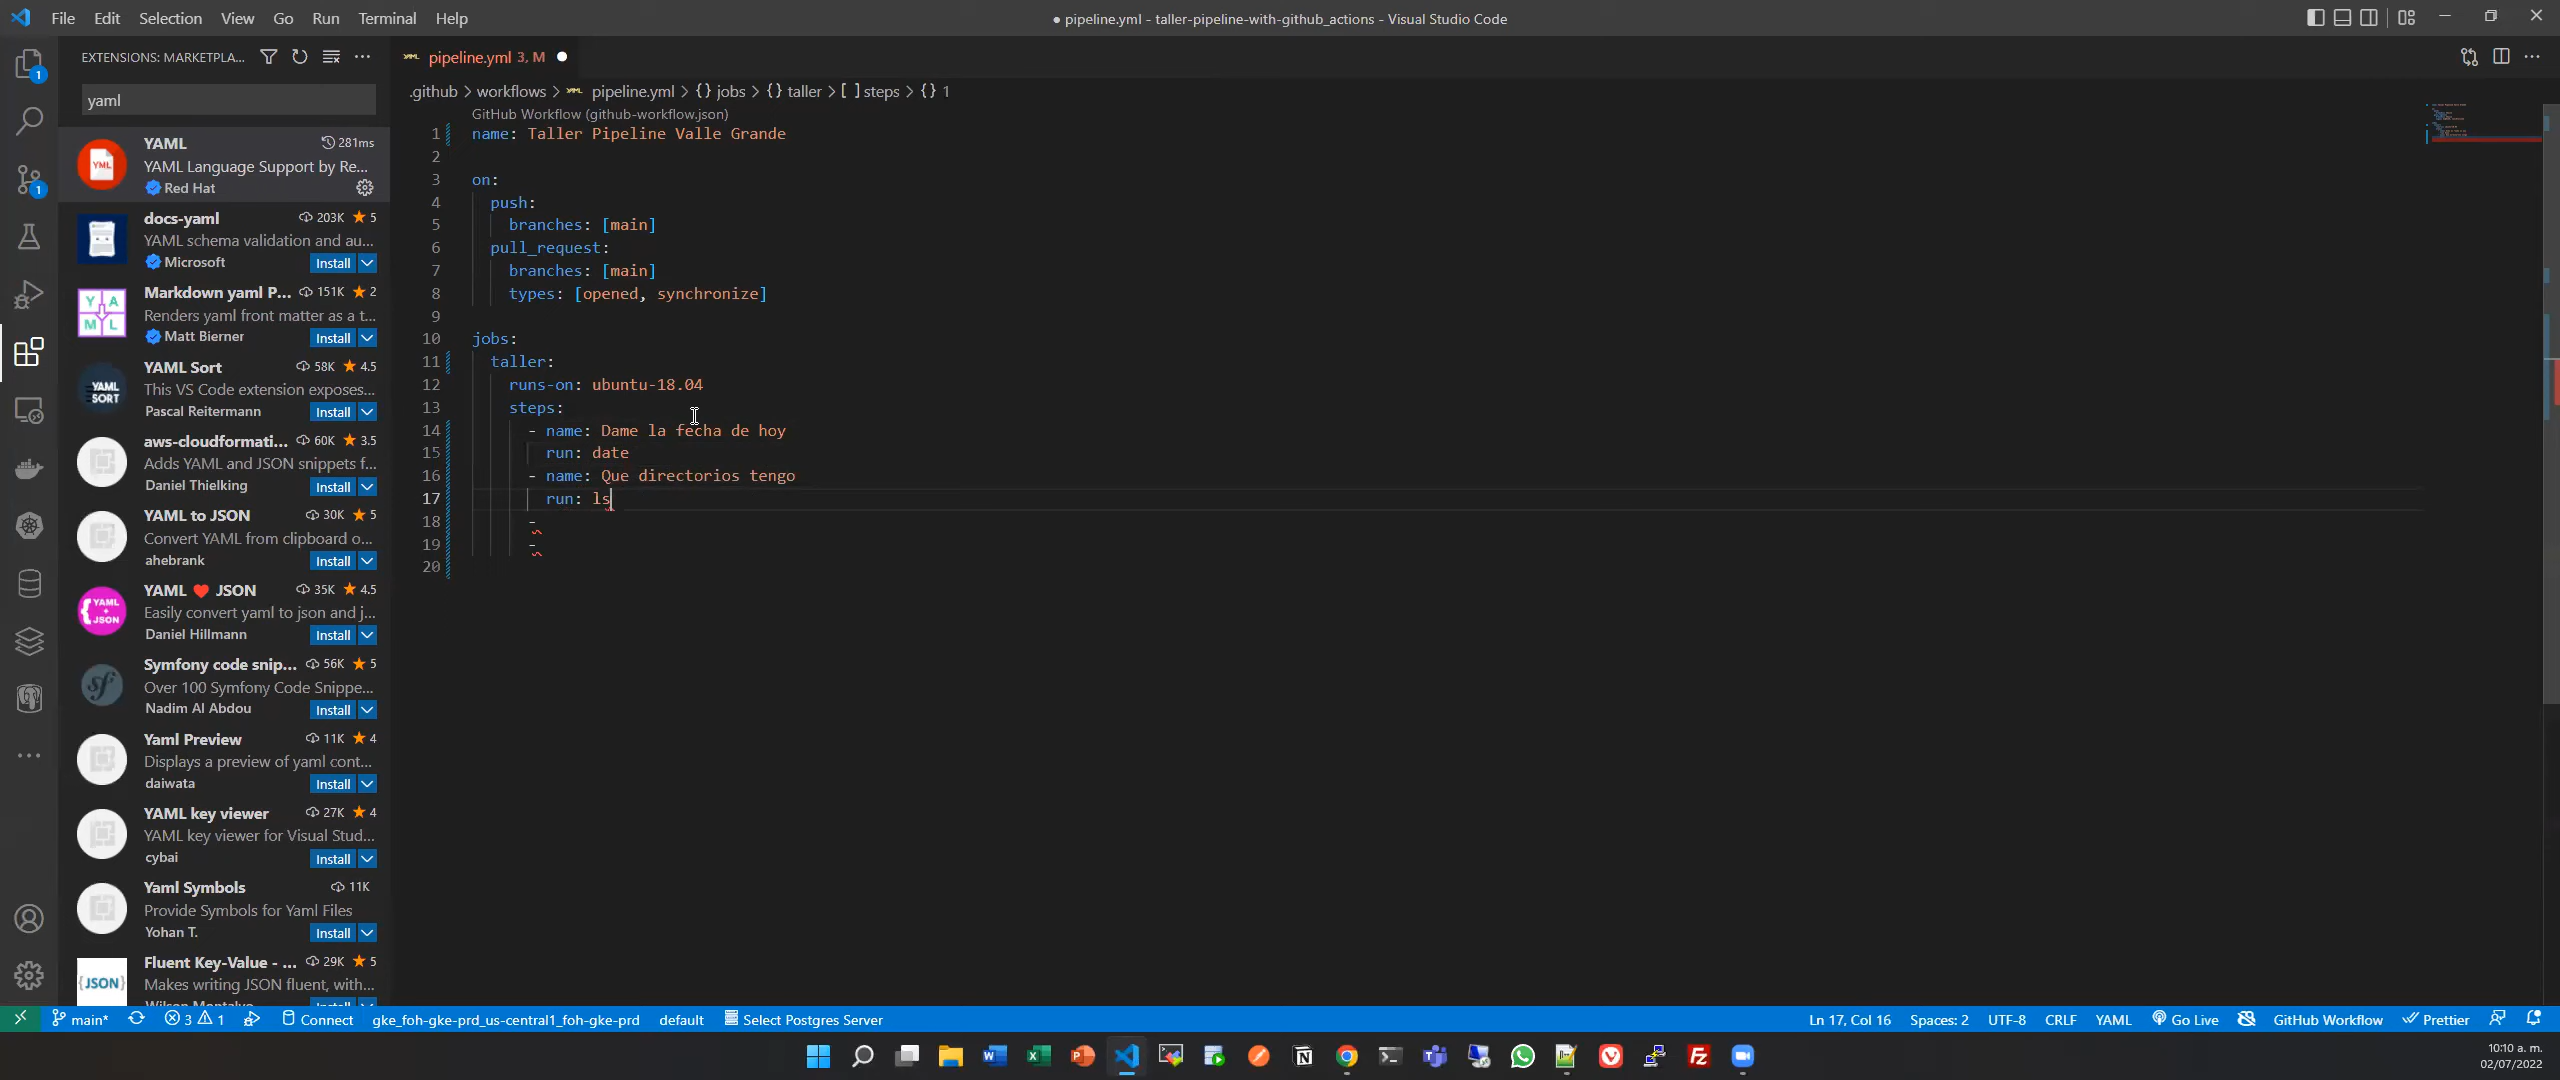 File Edit Selection View Go Run Terminal Help
● pipeline.yml - taller-pipeline-with-github_actions - Visual Studio Code
EXTENSIONS: MARKETPLA...
yaml
YAML 281ms
YAML Language Support by Re...
Red Hat
docs-yaml 203K 5
YAML schema validation and au...
Microsoft Install
Markdown yaml P... 151K 2
Renders yaml front matter as a t...
Matt Bierner Install
YAML Sort 58K 4.5
This VS Code extension exposes...
Pascal Reitermann Install
aws-cloudformati... 60K 3.5
Adds YAML and JSON snippets f...
Daniel Thielking Install
YAML to JSON 30K 5
Convert YAML from clipboard o...
ahebrank Install
YAML ❤️ JSON 35K 4.5
Easily convert yaml to json and j...
Daniel Hillmann Install
Symfony code snip... 56K 5
Over 100 Symfony Code Snippe...
Nadim Al Abdou Install
Yaml Preview 11K 4
Displays a preview of yaml cont...
daiwata Install
YAML key viewer 27K 4
YAML key viewer for Visual Stud...
cybai Install
Yaml Symbols 11K
Provide Symbols for Yaml Files
Yohan T. Install
Fluent Key-Value - ... 29K 5
Makes writing JSON fluent, with...
pipeline.yml 3, M ●
.github > workflows > pipeline.yml > {} jobs > {} taller > [ ] steps > {} 1
GitHub Workflow (github-workflow.json)
1 name: Taller Pipeline Valle Grande
2
3 on:
4 push:
5 branches: [main]
6 pull_request:
7 branches: [main]
8 types: [opened, synchronize]
9
10 jobs:
11 taller:
12 runs-on: ubuntu-18.04
13 steps:
14 - name: Dame la fecha de hoy
15 run: date
16 - name: Que directorios tengo
17 run: ls
18 -
19 -
20
main* 3 1 Connect gke_foh-gke-prd_us-central1_foh-gke-prd default Select Postgres Server
Ln 17, Col 16 Spaces: 2 UTF-8 CRLF YAML Go Live GitHub Workflow Prettier
10:10 a. m.
02/07/2022